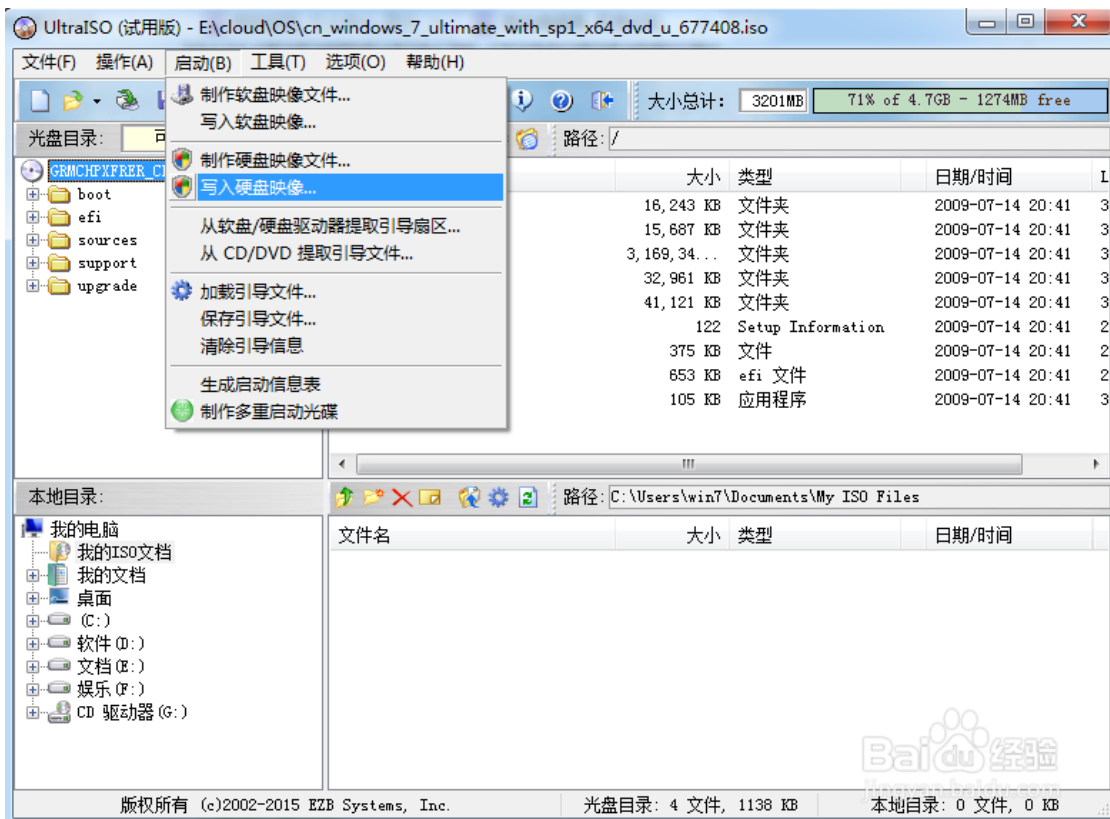 UltraISO (试用版) - E:\cloud\OS\cn_windows_7_ultimate_with_sp1_x64_dvd_u_677408.iso
文件(F) 操作(A) 启动(B) 工具(T) 选项(O) 帮助(H)
大小总计: 3201MB 71% of 4.7GB - 1274MB free
光盘目录: 可 路径: /
制作软盘映像文件...
写入软盘映像...
制作硬盘映像文件...
写入硬盘映像...
从软盘/硬盘驱动器提取引导扇区...
从 CD/DVD 提取引导文件...
加载引导文件...
保存引导文件...
清除引导信息
生成启动信息表
制作多重启动光碟
GRMCHPXFRER_C
boot
efi
sources
support
upgrade
大小 类型 日期/时间 L
16,243 KB 文件夹 2009-07-14 20:41 3
15,687 KB 文件夹 2009-07-14 20:41 3
3,169,34... 文件夹 2009-07-14 20:41 3
32,961 KB 文件夹 2009-07-14 20:41 3
41,121 KB 文件夹 2009-07-14 20:41 3
122 Setup Information 2009-07-14 20:41 2
375 KB 文件 2009-07-14 20:41 2
653 KB efi 文件 2009-07-14 20:41 2
105 KB 应用程序 2009-07-14 20:41 3
本地目录: 路径: C:\Users\win7\Documents\My ISO Files
我的电脑
我的ISO文档
我的文档
桌面
(C:)
软件(D:)
文档(E:)
娱乐(F:)
CD 驱动器(G:)
文件名 大小 类型 日期/时间
Baidu经验
jingyan.baidu.com
版权所有 (c)2002-2015 EZB Systems, Inc. 光盘目录: 4 文件, 1138 KB 本地目录: 0 文件, 0 KB